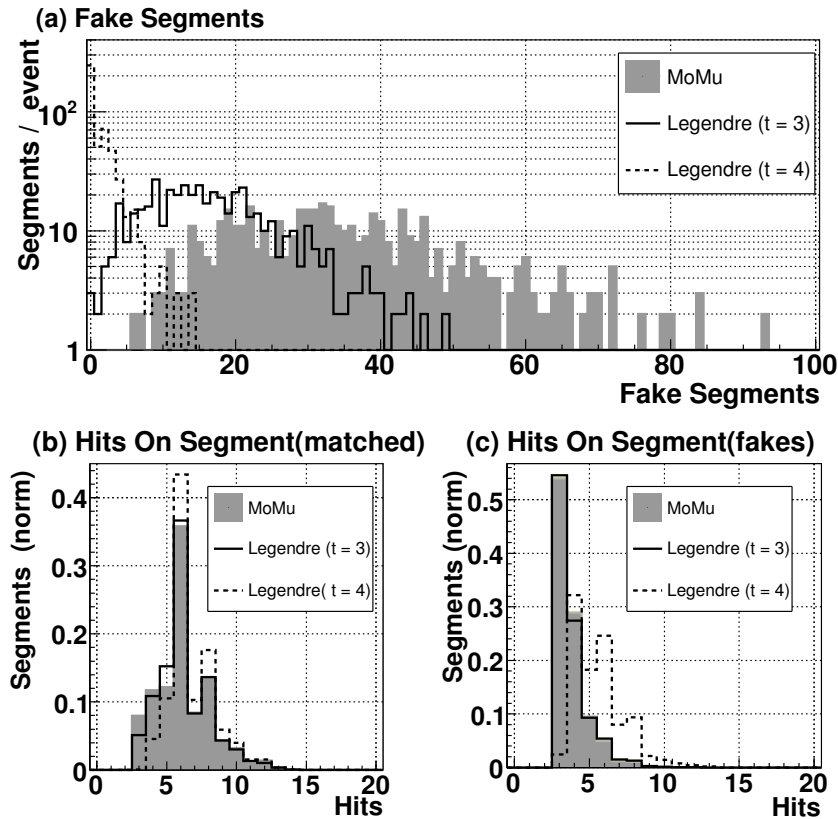 (a) Fake Segments
Segments / event
10²
10
1
MoMu
Legendre (t = 3)
Legendre (t = 4)
0 20 40 60 80 100
Fake Segments
(b) Hits On Segment(matched)
Segments (norm)
0.4
0.3
0.2
0.1
0
MoMu
Legendre (t = 3)
Legendre( t = 4)
0 5 10 15 20
Hits
(c) Hits On Segment(fakes)
Segments (norm)
0.5
0.4
0.3
0.2
0.1
0
MoMu
Legendre (t = 3)
Legendre (t = 4)
0 5 10 15 20
Hits